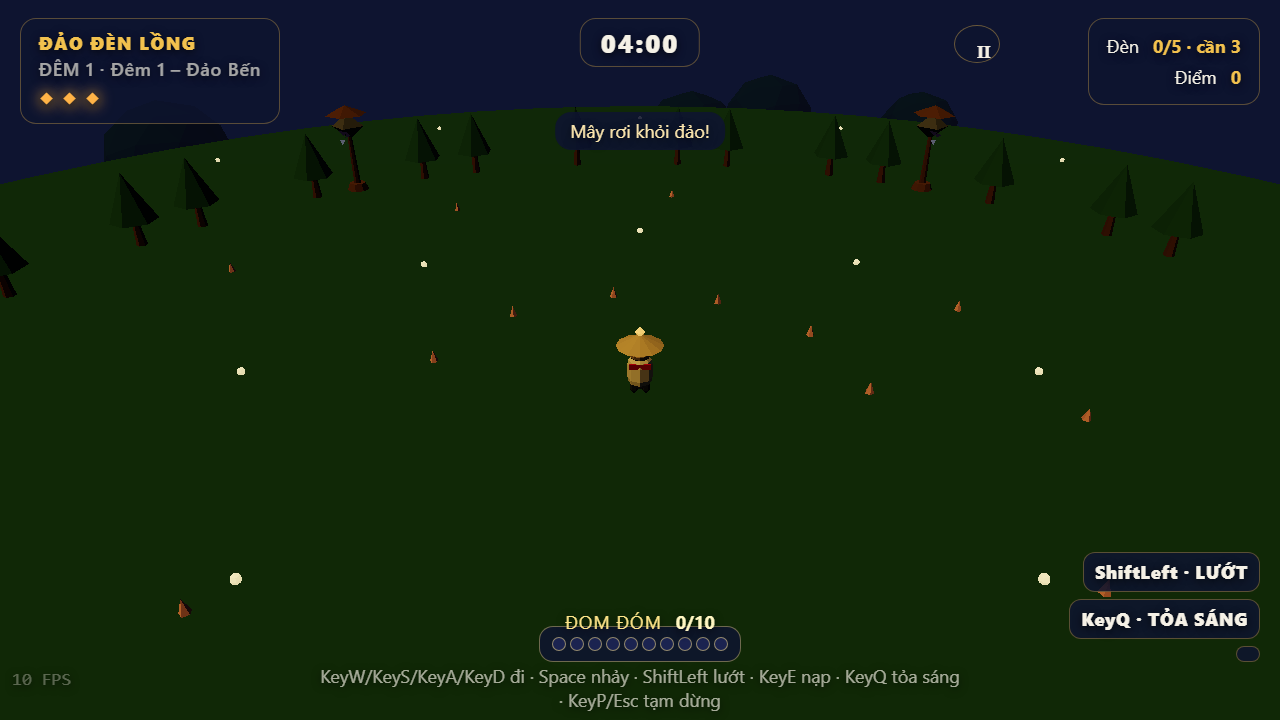 ĐẢO ĐÈN LỒNG
ĐÊM 1 · Đêm 1 – Đảo Bến
04:00
II
Đèn 0/5 · cần 3
Điểm 0
Mây rơi khỏi đảo!
ShiftLeft · LƯỚT
KeyQ · TỎA SÁNG
ĐOM ĐÓM 0/10
10 FPS
KeyW/KeyS/KeyA/KeyD đi · Space nhảy · ShiftLeft lướt · KeyE nạp · KeyQ tỏa sáng
· KeyP/Esc tạm dừng